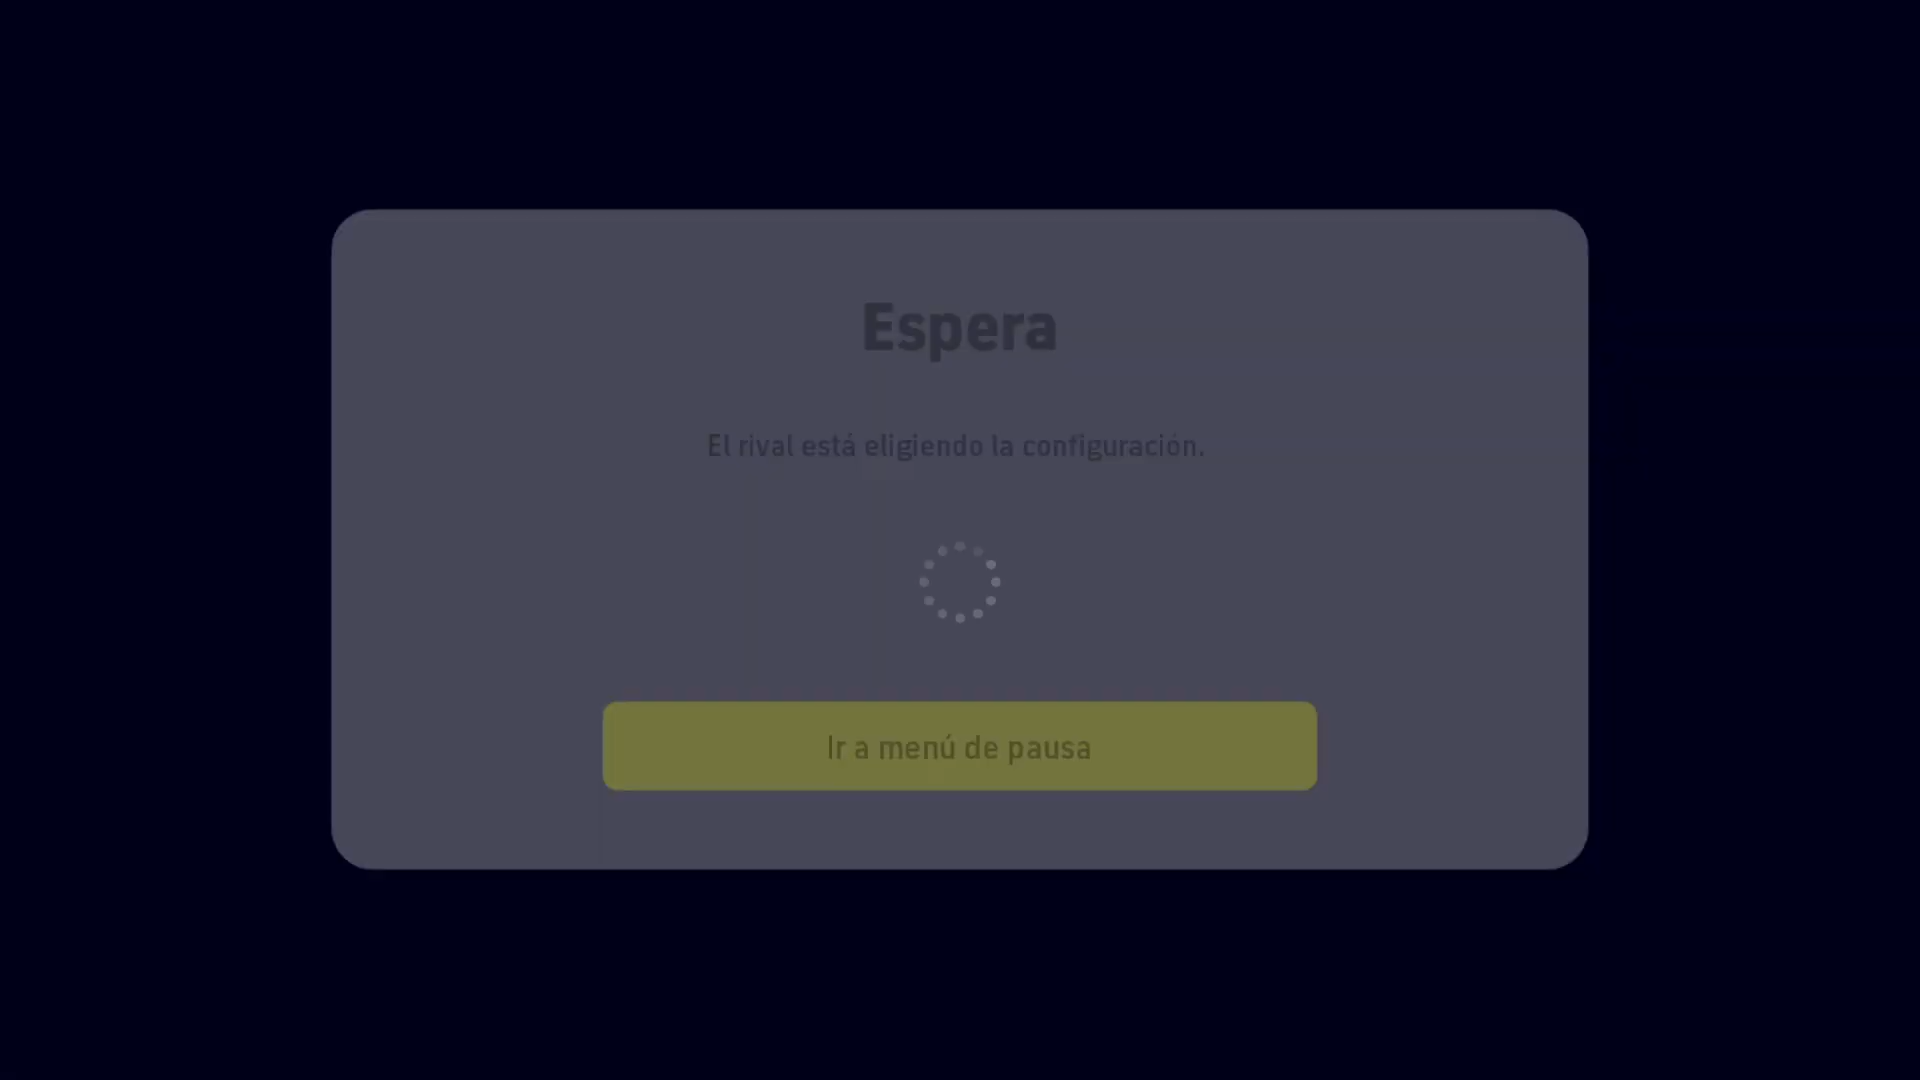 Espera
El rival está eligiendo la configuración.
Ir a menú de pausa